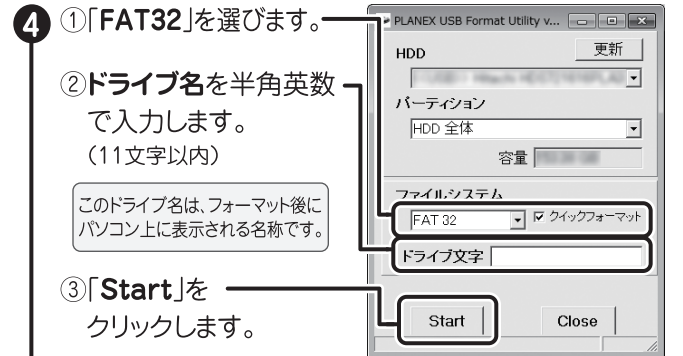 4 ①「FAT32」を選びます。
②ドライブ名を半角英数
で入力します。
(11文字以内)
このドライブ名は、フォーマット後に
パソコン上に表示される名称です。
③「Start」を
クリックします。
PLANEX USB Format Utility v...
HDD
更新
パーティション
HDD 全体
容量
ファイルシステム
FAT 32
クイックフォーマット
ドライブ文字
Start
Close